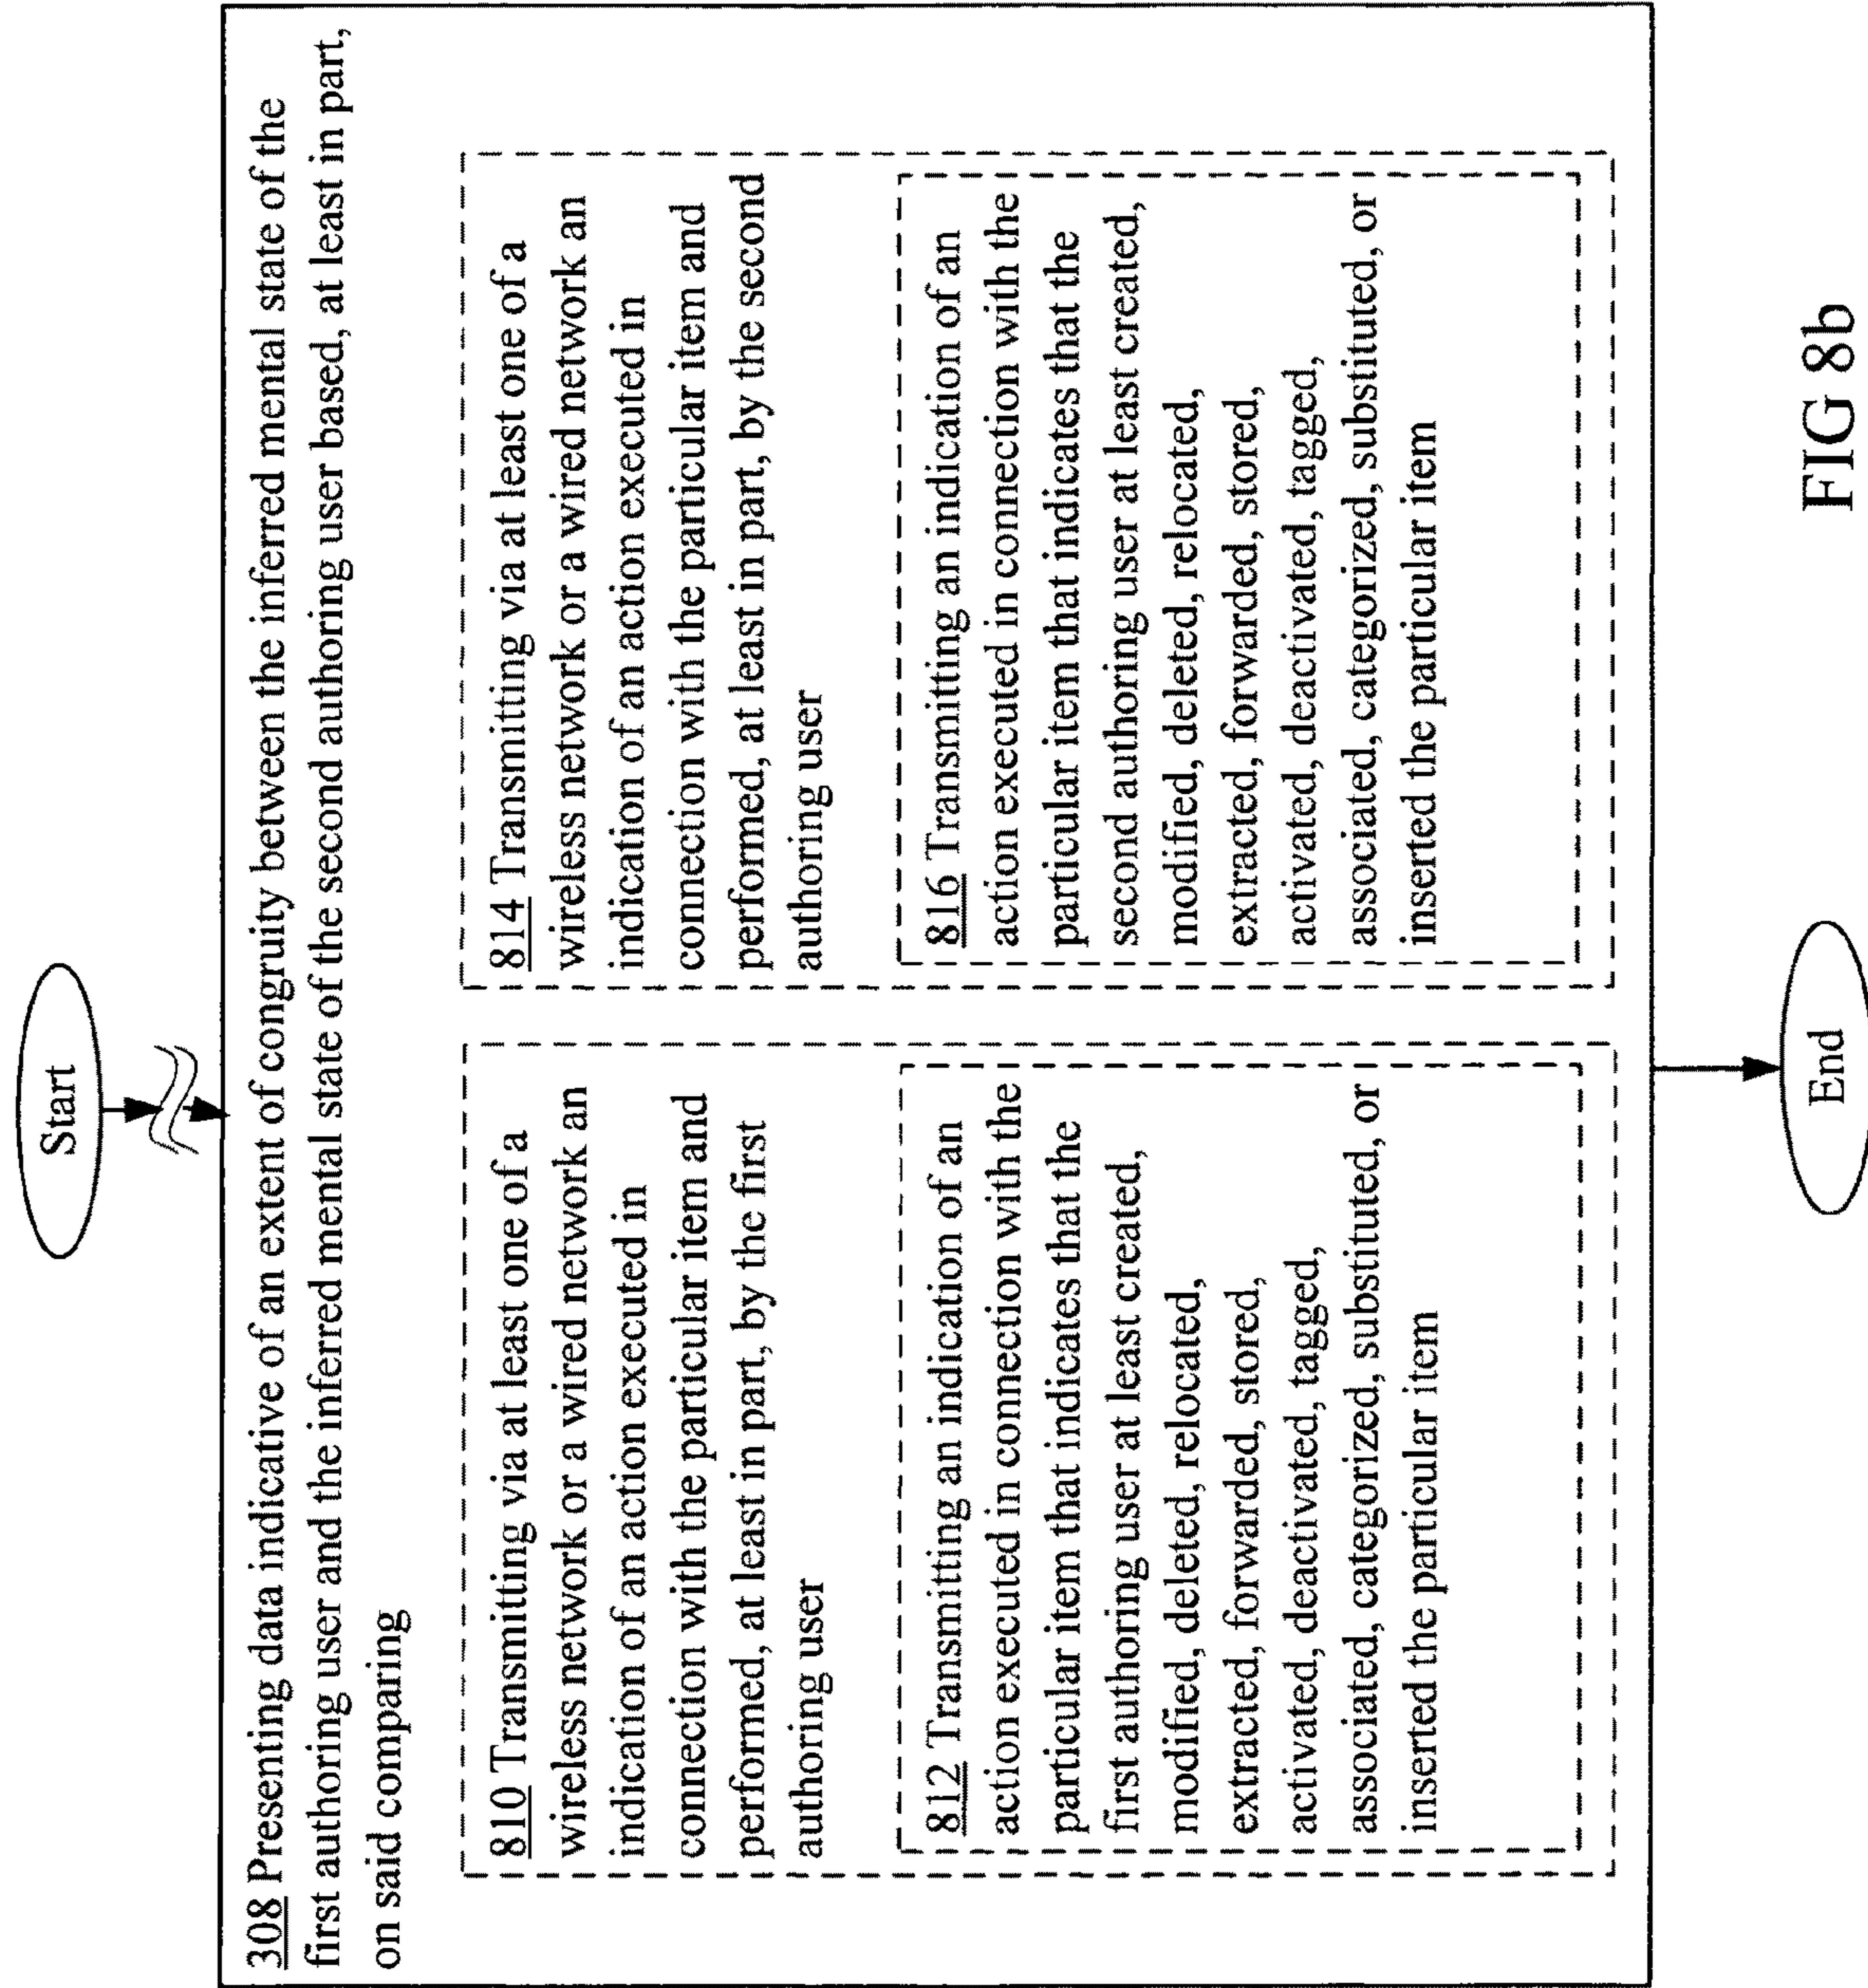 Start
308 Presenting data indicative of an extent of congruity between the inferred mental state of the
first authoring user and the inferred mental state of the second authoring user based, at least in part,
on said comparing
810 Transmitting via at least one of a
wireless network or a wired network an
indication of an action executed in
connection with the particular item and
performed, at least in part, by the first
authoring user
812 Transmitting an indication of an
action executed in connection with the
particular item that indicates that the
first authoring user at least created,
modified, deleted, relocated,
extracted, forwarded, stored,
activated, deactivated, tagged,
associated, categorized, substituted, or
inserted the particular item
814 Transmitting via at least one of a
wireless network or a wired network an
indication of an action executed in
connection with the particular item and
performed, at least in part, by the second
authoring user
816 Transmitting an indication of an
action executed in connection with the
particular item that indicates that the
second authoring user at least created,
modified, deleted, relocated,
extracted, forwarded, stored,
activated, deactivated, tagged,
associated, categorized, substituted, or
inserted the particular item
End
FIG 8b